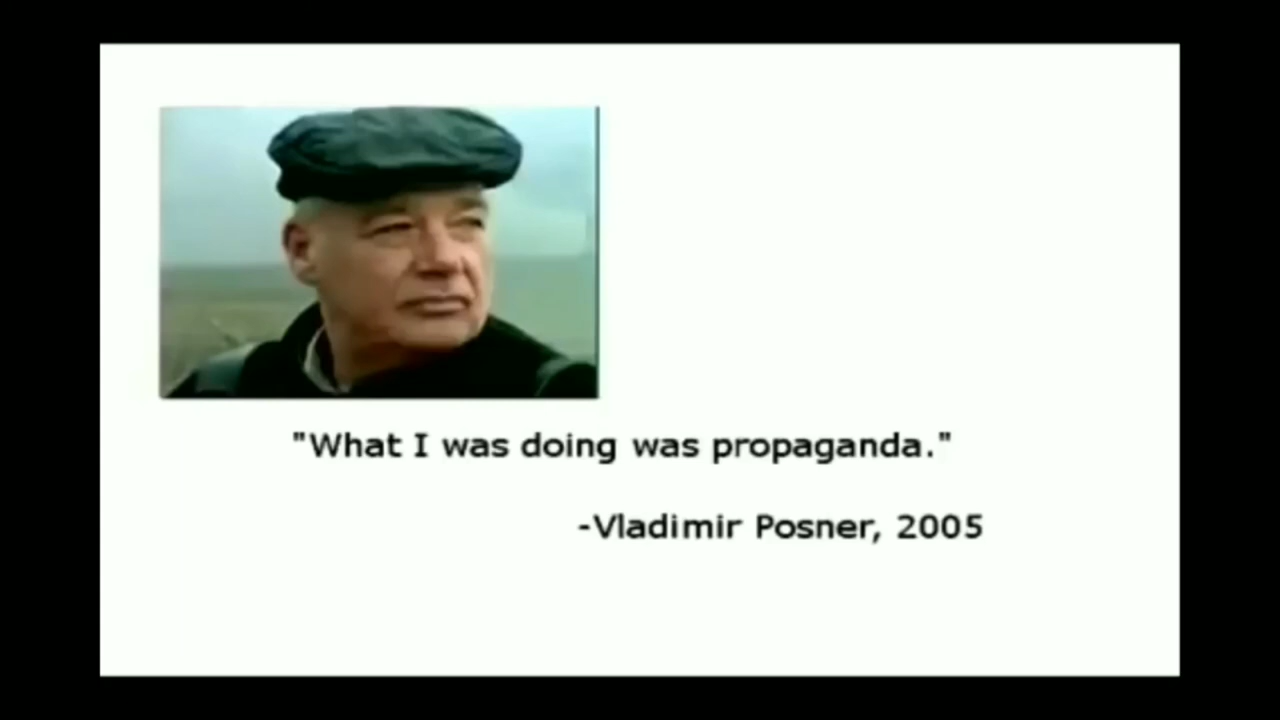 "What I was doing was propaganda."
-Vladimir Posner, 2005